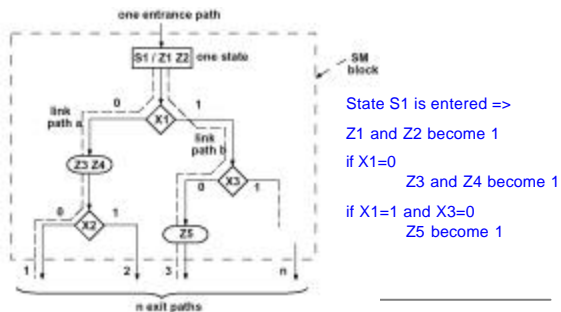 one entrance path
S1 / Z1 Z2
one state
SM
block
0
1
link
path a
X1
link
path b
Z3 Z4
0
X3
1
0
X2
1
Z5
1
2
3
n
n exit paths
State S1 is entered =>
Z1 and Z2 become 1
if X1=0
Z3 and Z4 become 1
if X1=1 and X3=0
Z5 become 1